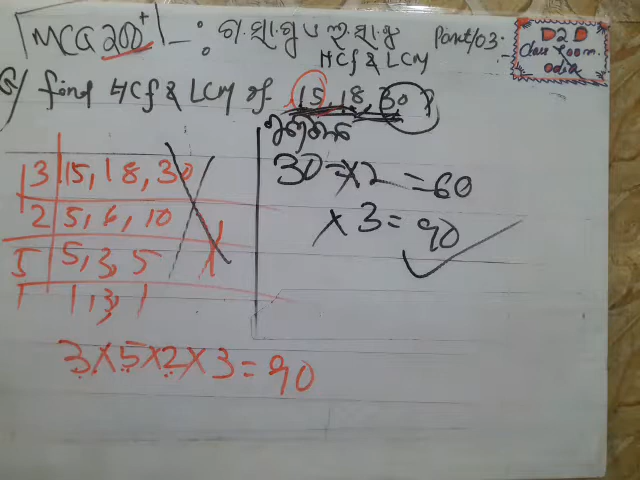 MCQ 200+ :- ଗ.ସା.ଗୁ ଓ ଲ.ସା.ଗୁ Part/03
HCf & LCM
D2D
Class Room.
Odia
Q/ find HCf & LCM of 15, 18, 30 ?
3 | 15, 18, 30
2 | 5, 6, 10
5 | 5, 3, 5
1, 3, 1
3 × 5 × 2 × 3 = 90
30 × 2 = 60
× 3 = 90